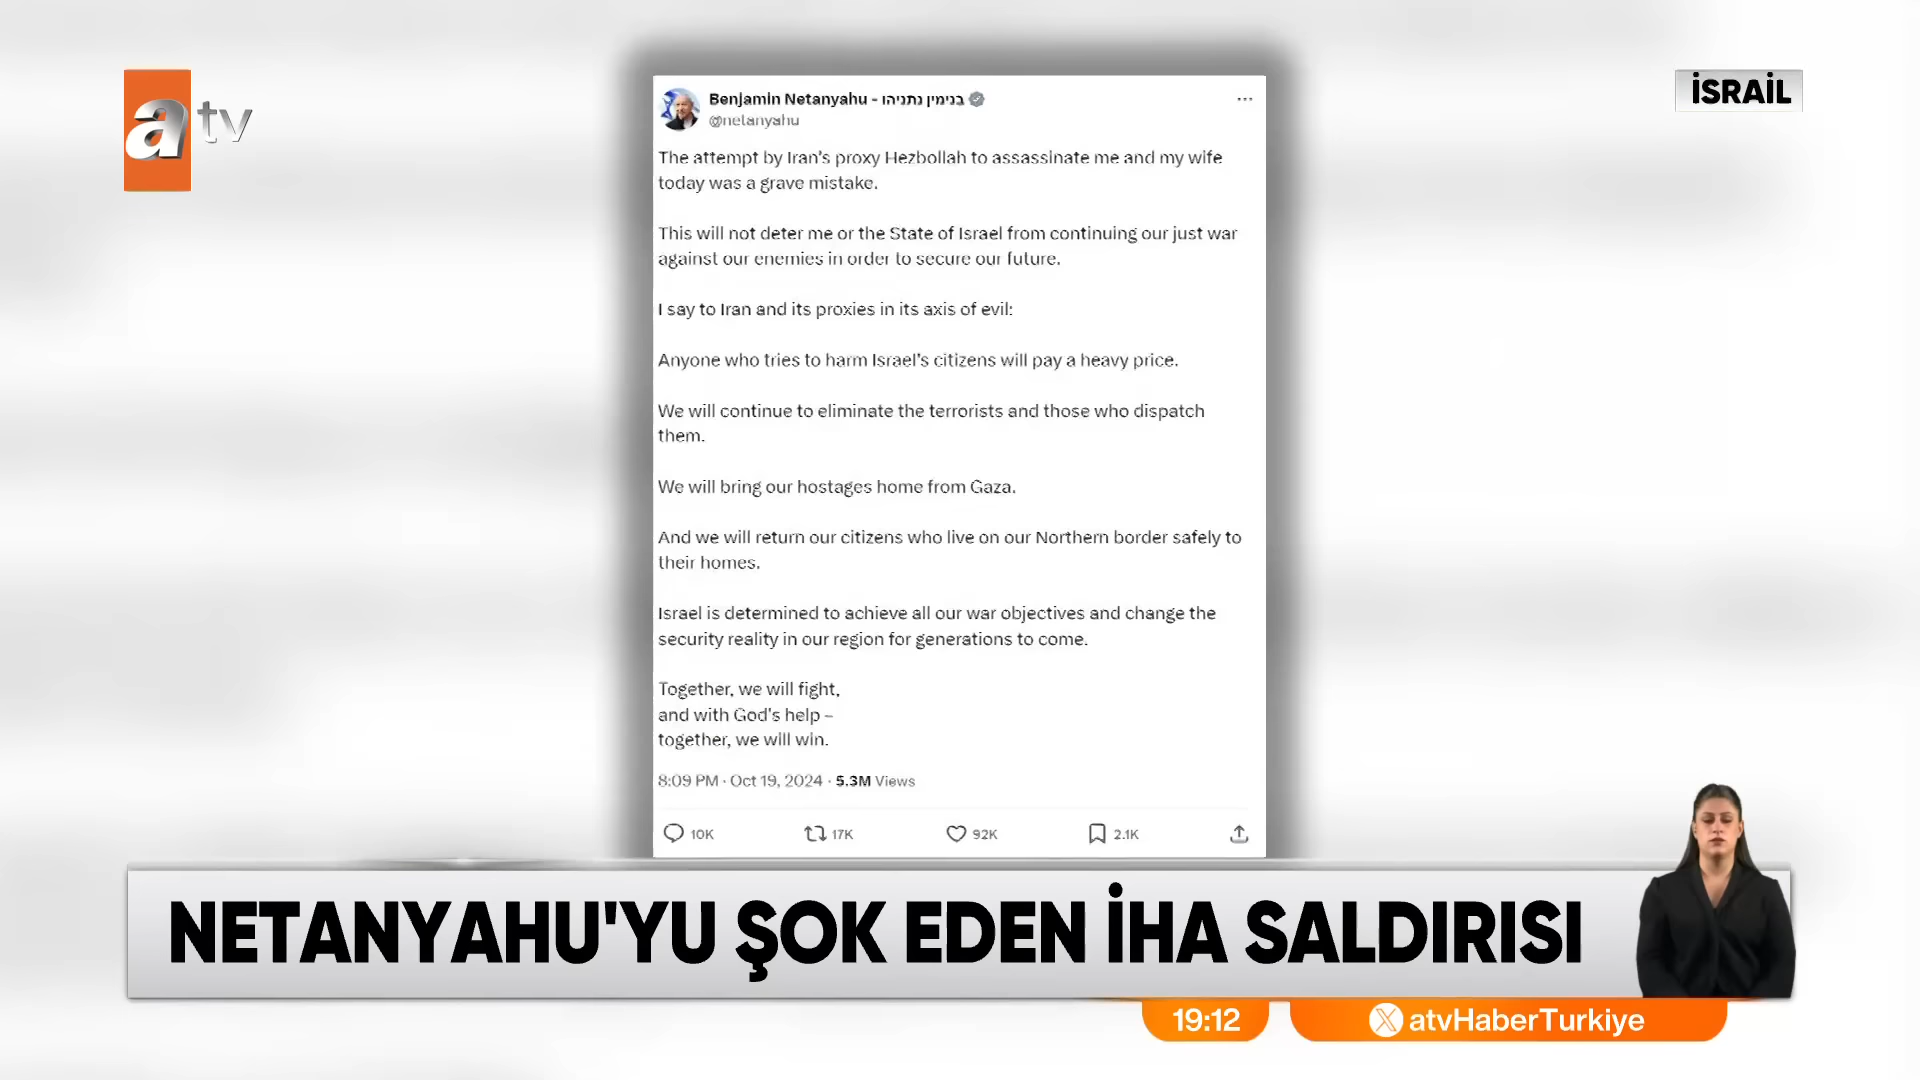 a tv
İSRAİL
Benjamin Netanyahu - בנימין נתניהו
@netanyahu
The attempt by Iran’s proxy Hezbollah to assassinate me and my wife
today was a grave mistake.
This will not deter me or the State of Israel from continuing our just war
against our enemies in order to secure our future.
I say to Iran and its proxies in its axis of evil:
Anyone who tries to harm Israel's citizens will pay a heavy price.
We will continue to eliminate the terrorists and those who dispatch
them.
We will bring our hostages home from Gaza.
And we will return our citizens who live on our Northern border safely to
their homes.
Israel is determined to achieve all our war objectives and change the
security reality in our region for generations to come.
Together, we will fight,
and with God's help –
together, we will win.
8:09 PM · Oct 19, 2024 · 5.3M Views
10K 17K 92K 2.1K
NETANYAHU'YU ŞOK EDEN İHA SALDIRISI
19:12 atvHaberTurkiye